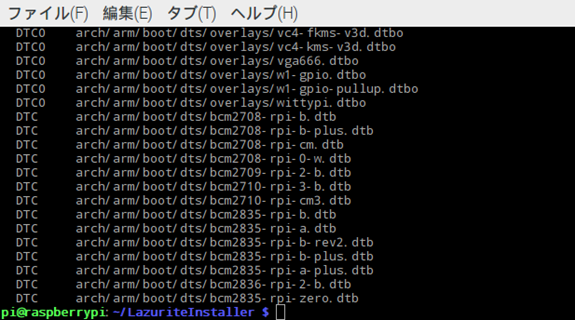 ファイル(F) 編集(E) タブ(T) ヘルプ(H)
DTCO arch/arm/boot/dts/overlays/vc4-fkms-v3d.dtbo
DTCO arch/arm/boot/dts/overlays/vc4-kms-v3d.dtbo
DTCO arch/arm/boot/dts/overlays/vga666.dtbo
DTCO arch/arm/boot/dts/overlays/w1-gpio.dtbo
DTCO arch/arm/boot/dts/overlays/w1-gpio-pullup.dtbo
DTCO arch/arm/boot/dts/overlays/wittypi.dtbo
DTC arch/arm/boot/dts/bcm2708-rpi-b.dtb
DTC arch/arm/boot/dts/bcm2708-rpi-b-plus.dtb
DTC arch/arm/boot/dts/bcm2708-rpi-cm.dtb
DTC arch/arm/boot/dts/bcm2708-rpi-0-w.dtb
DTC arch/arm/boot/dts/bcm2709-rpi-2-b.dtb
DTC arch/arm/boot/dts/bcm2710-rpi-3-b.dtb
DTC arch/arm/boot/dts/bcm2710-rpi-cm3.dtb
DTC arch/arm/boot/dts/bcm2835-rpi-b.dtb
DTC arch/arm/boot/dts/bcm2835-rpi-a.dtb
DTC arch/arm/boot/dts/bcm2835-rpi-b-rev2.dtb
DTC arch/arm/boot/dts/bcm2835-rpi-b-plus.dtb
DTC arch/arm/boot/dts/bcm2835-rpi-a-plus.dtb
DTC arch/arm/boot/dts/bcm2836-rpi-2-b.dtb
DTC arch/arm/boot/dts/bcm2835-rpi-zero.dtb
pi@raspberrypi:~/LazuriteInstaller $